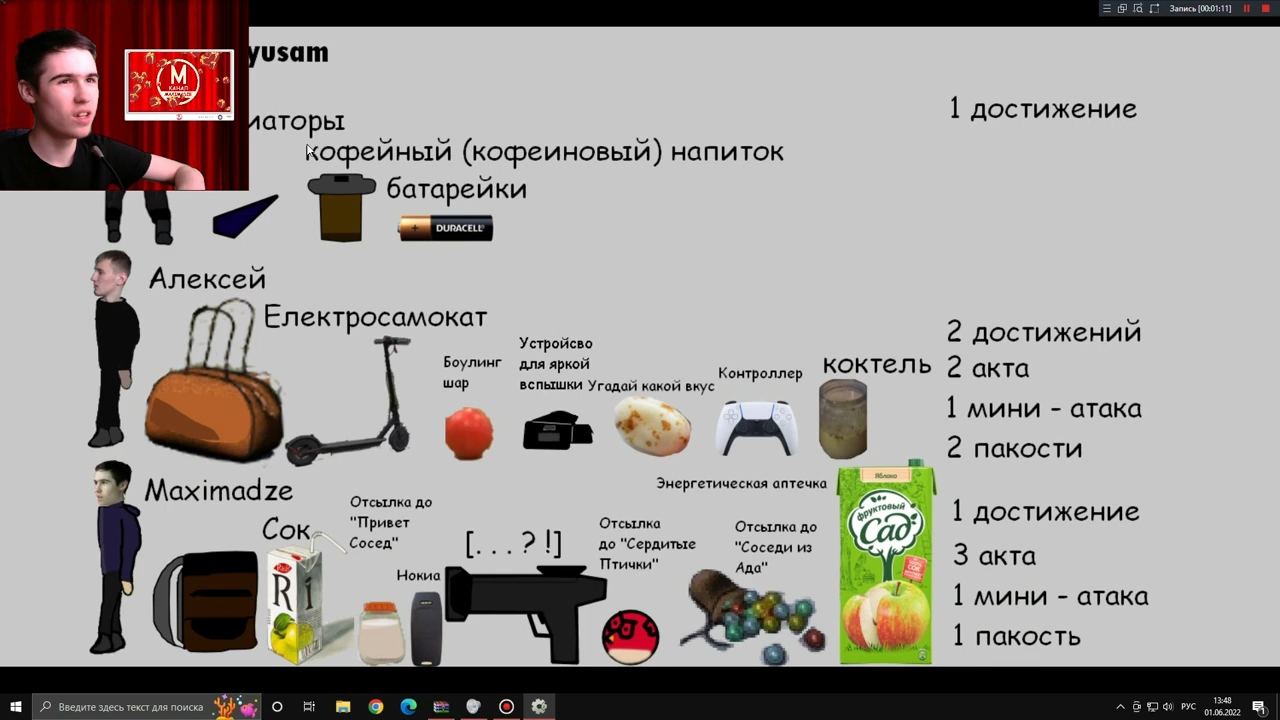 Запись [00:01:11]
yusam
М
КАНАЛ
MAXIMADZE
1 достижение
иаторы
кофейный (кофеиновый) напиток
батарейки
DURACELL
Алексей
Електросамокат
Боулинг
шар
Устройсво
для яркой
вспышки
Угадай какой вкус
Контроллер
коктель
2 достижений
2 акта
1 мини - атака
2 пакости
Maximadze
Сок
Отсылка до
"Привет
Сосед"
Нокиа
[. . . ? !]
Отсылка
до "Сердитые
Птички"
Энергетическая аптечка
Отсылка до
"Соседи из
Ада"
Яблоко
фруктовый
Сад
1 достижение
3 акта
1 мини - атака
1 пакость
Введите здесь текст для поиска
РУС
13:48
01.06.2022